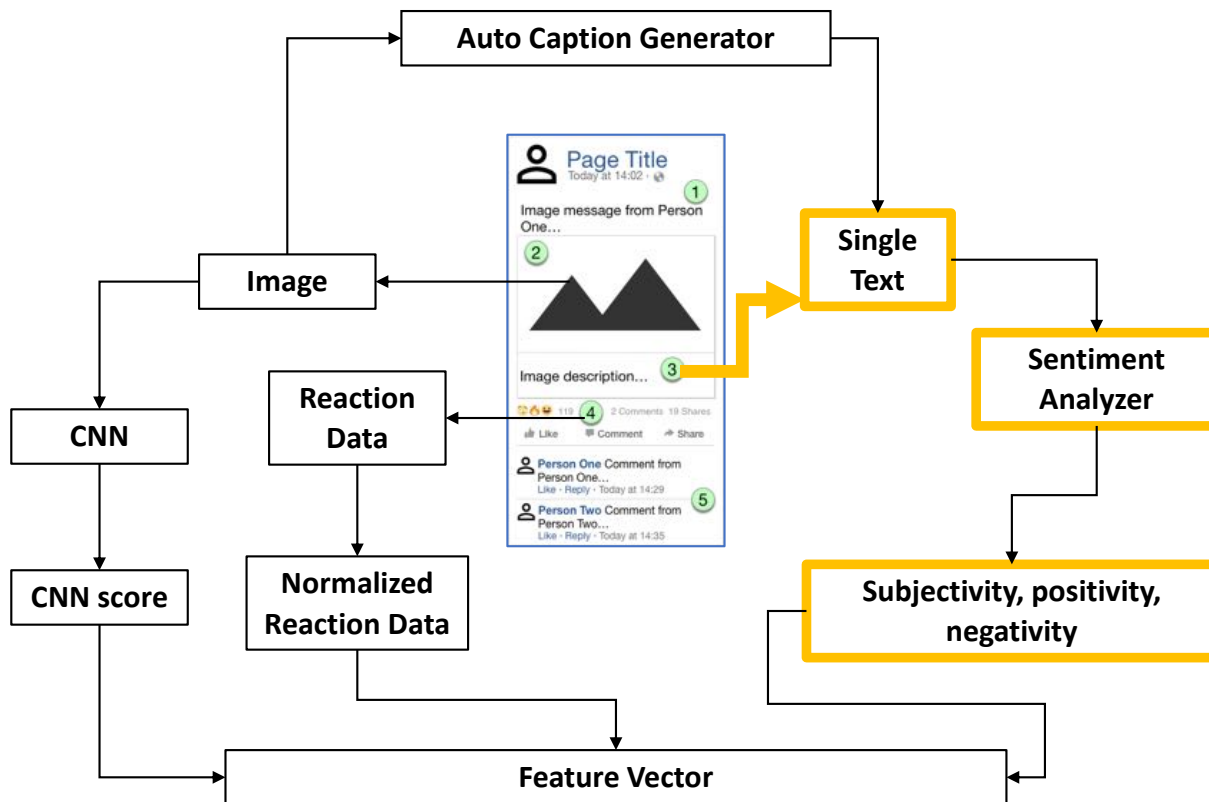 Auto Caption Generator
Page Title
Today at 14:02 ·
1
Image message from Person
One...
2
Single
Text
Image
Image description...
3
Sentiment
Analyzer
Reaction
Data
119
4
2 Comments 19 Shares
Like
Comment
Share
CNN
Person One Comment from
Person One...
Like · Reply · Today at 14:29
5
Person Two Comment from
Person Two...
Like · Reply · Today at 14:35
CNN score
Normalized
Reaction Data
Subjectivity, positivity,
negativity
Feature Vector